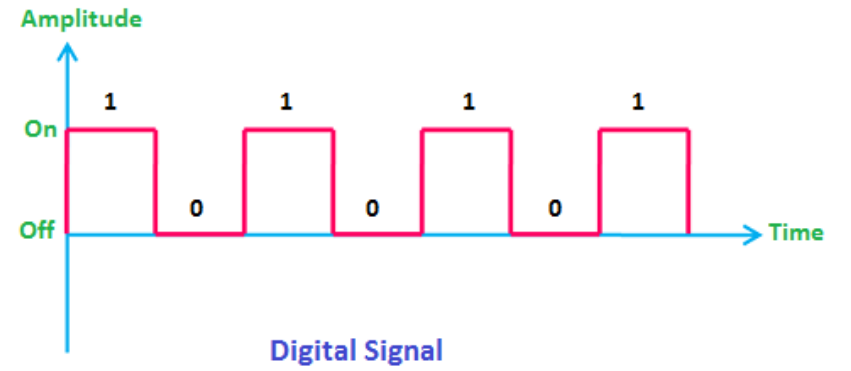 Amplitude
1 1 1 1
On
0 0 0
Off
Time
Digital Signal